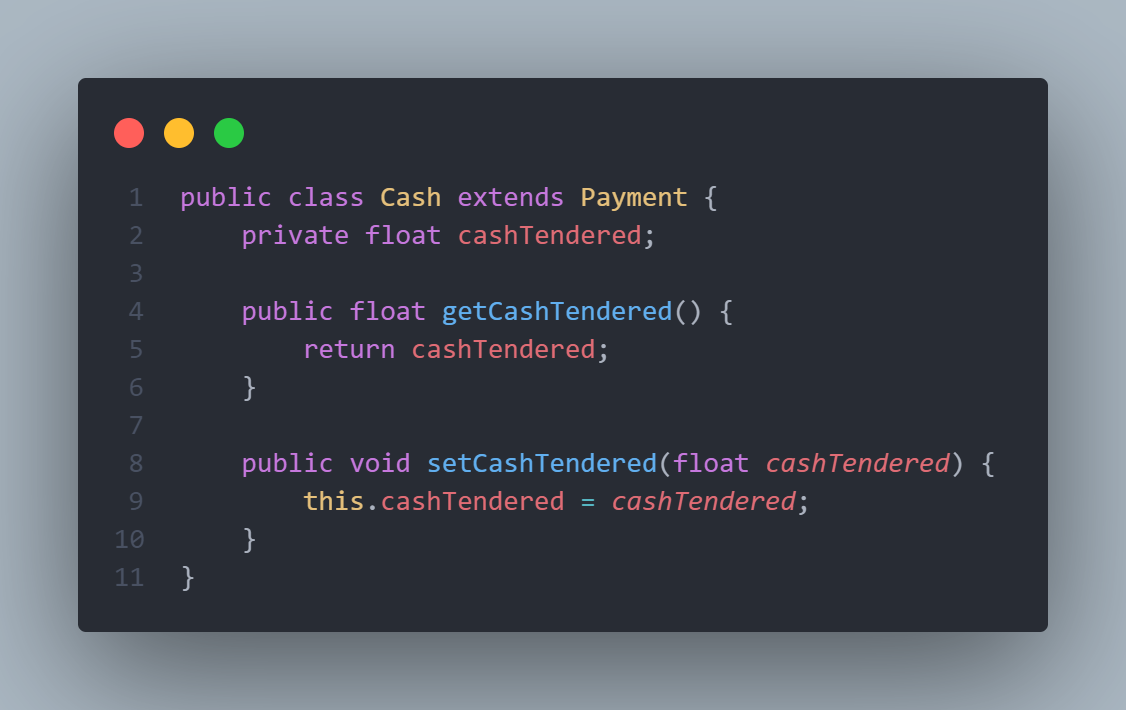 1 public class Cash extends Payment {
2     private float cashTendered;
3
4     public float getCashTendered() {
5         return cashTendered;
6     }
7
8     public void setCashTendered(float cashTendered) {
9         this.cashTendered = cashTendered;
10     }
11 }